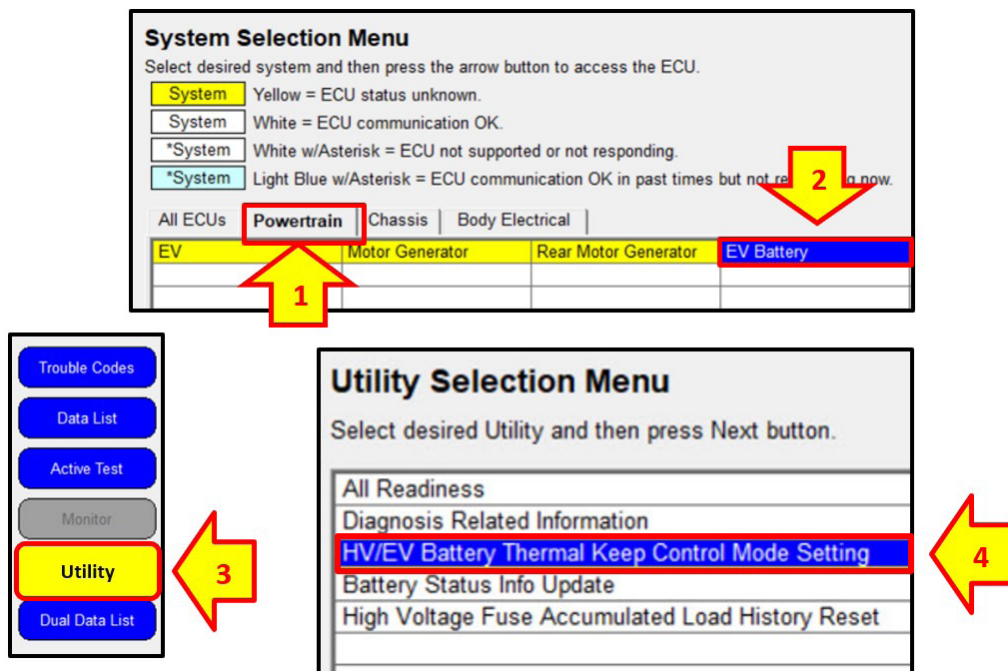 System Selection Menu
Select desired system and then press the arrow button to access the ECU.
System Yellow = ECU status unknown.
System White = ECU communication OK.
*System White w/Asterisk = ECU not supported or not responding.
*System Light Blue w/Asterisk = ECU communication OK in past times but not now.
2
All ECUs Powertrain Chassis Body Electrical
EV Motor Generator Rear Motor Generator EV Battery
1
Trouble Codes
Data List
Active Test
Monitor
Utility
Dual Data List
3
Utility Selection Menu
Select desired Utility and then press Next button.
All Readiness
Diagnosis Related Information
HV/EV Battery Thermal Keep Control Mode Setting
Battery Status Info Update
High Voltage Fuse Accumulated Load History Reset
4